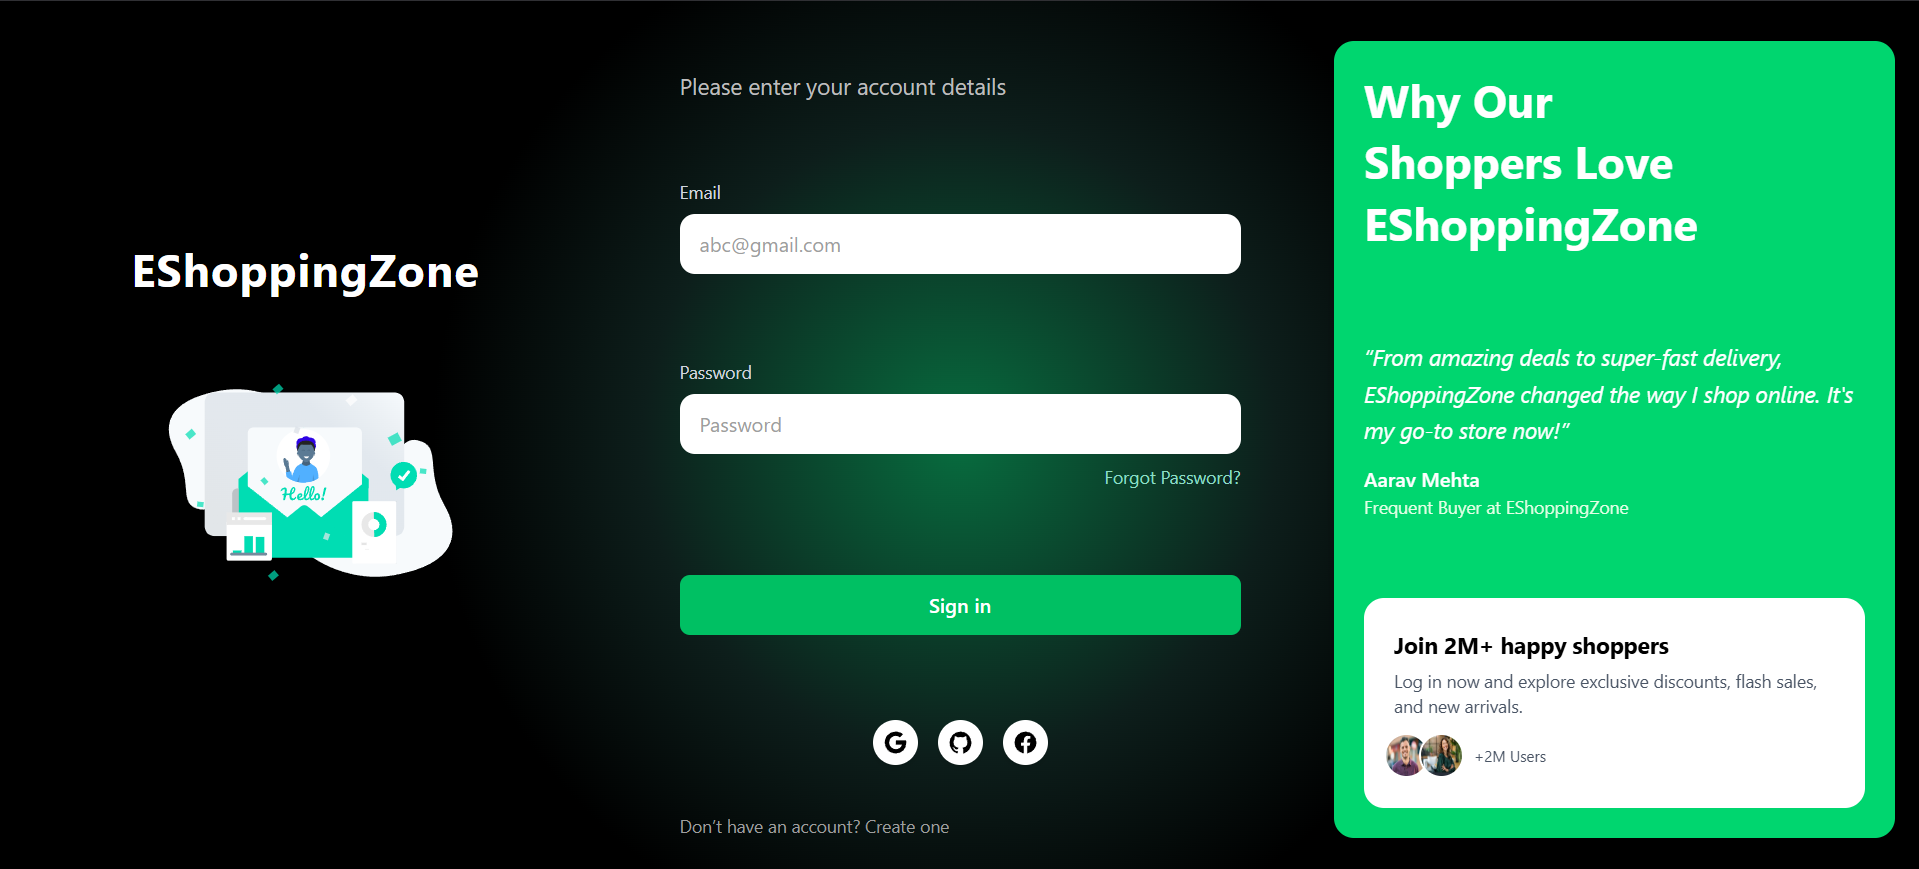 EShoppingZone
Hello!
Please enter your account details
Email
abc@gmail.com
Password
Password
Forgot Password?
Sign in
Don’t have an account? Create one
Why Our
Shoppers Love
EShoppingZone
“From amazing deals to super-fast delivery,
EShoppingZone changed the way I shop online. It's
my go-to store now!”
Aarav Mehta
Frequent Buyer at EShoppingZone
Join 2M+ happy shoppers
Log in now and explore exclusive discounts, flash sales,
and new arrivals.
+2M Users